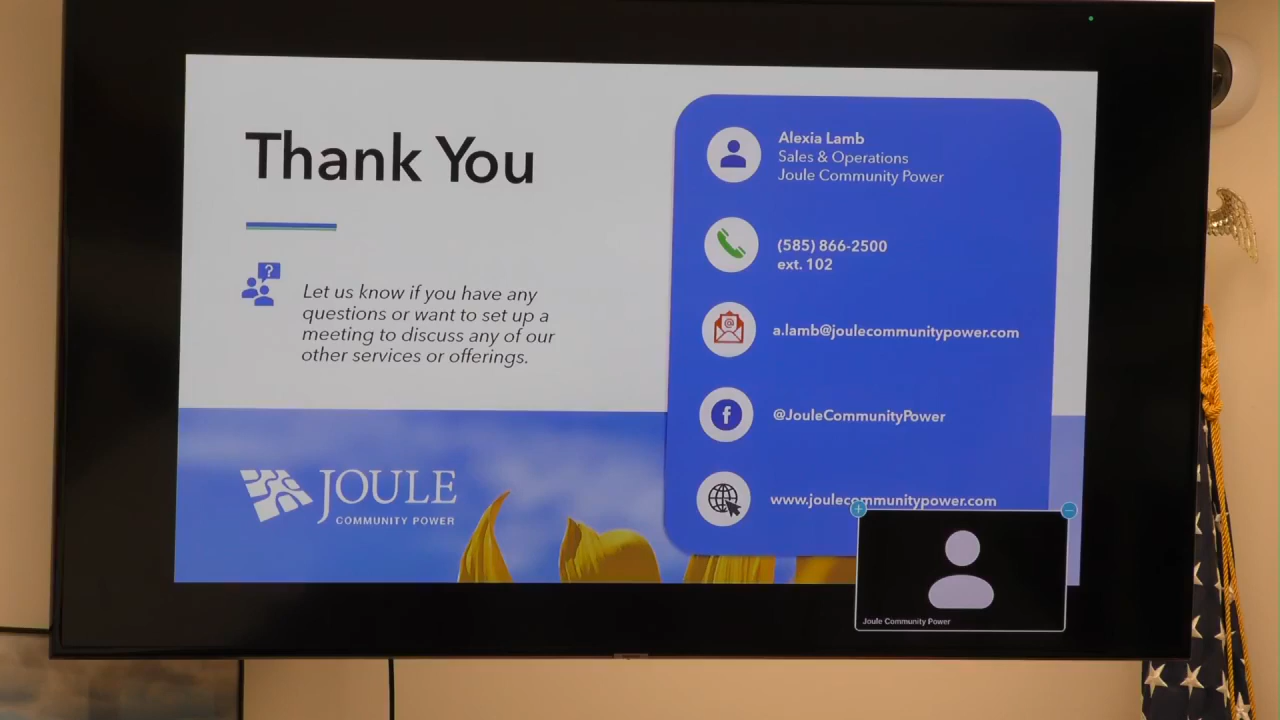 Thank You
Let us know if you have any
questions or want to set up a
meeting to discuss any of our
other services or offerings.
JOULE
COMMUNITY POWER
Alexia Lamb
Sales & Operations
Joule Community Power
(585) 866-2500
ext. 102
a.lamb@joulecommunitypower.com
@JouleCommunityPower
www.joulecommunitypower.com
Joule Community Power